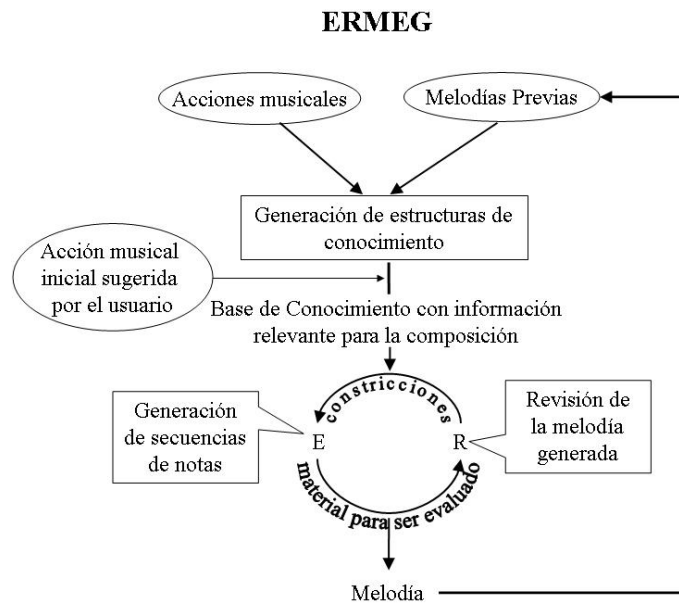 ERMEG
Acciones musicales
Melodías Previas
Generación de estructuras de
conocimiento
Acción musical
inicial sugerida
por el usuario
Base de Conocimiento con información
relevante para la composición
constricciones
Generación
de secuencias
de notas
E
R
Revisión de
la melodía
generada
material para ser evaluado
Melodía